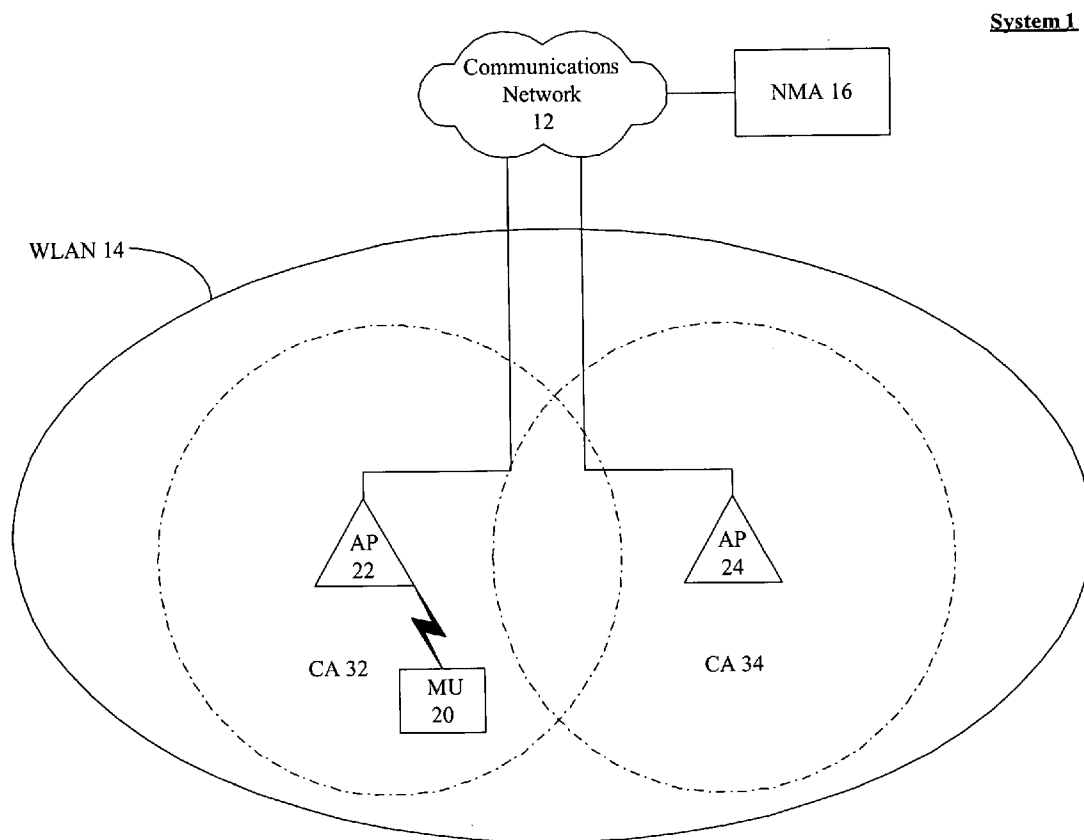 System 1
Communications
Network
12
NMA 16
WLAN 14
AP
22
AP
24
CA 32
CA 34
MU
20